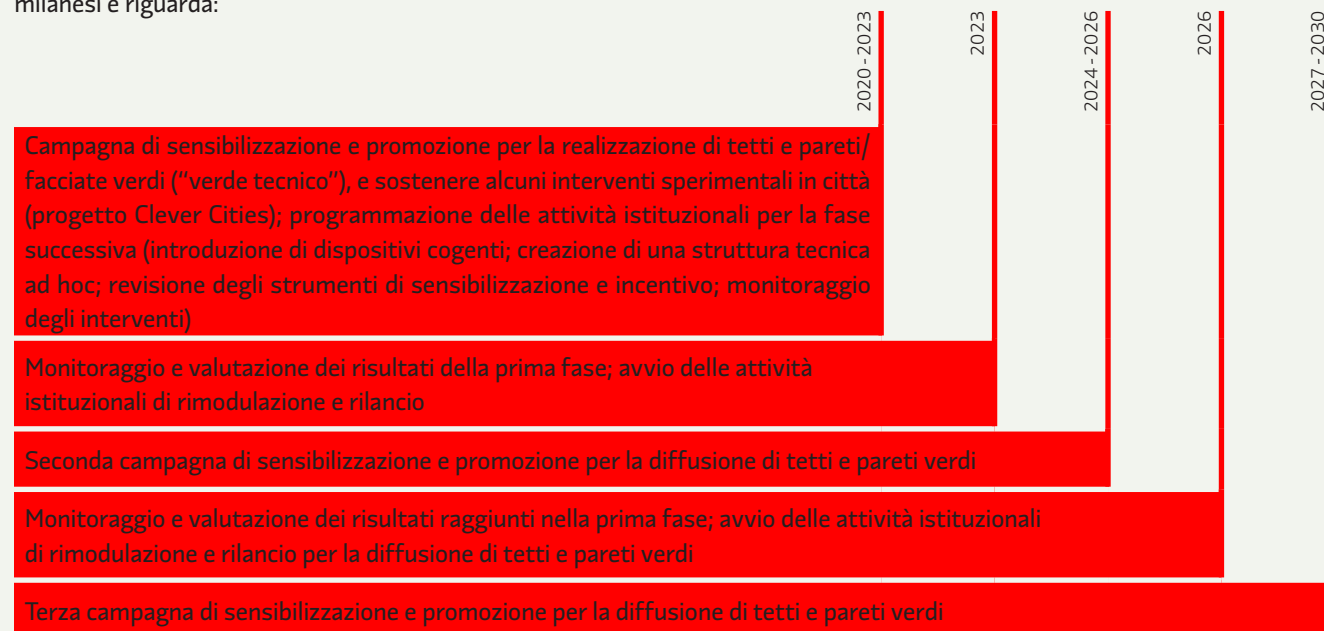 milanesi e riguarda:
2020 - 2023
2023
2024 - 2026
2026
2027 - 2030
Campagna di sensibilizzazione e promozione per la realizzazione di tetti e pareti/
facciate verdi (“verde tecnico”), e sostenere alcuni interventi sperimentali in città
(progetto Clever Cities); programmazione delle attività istituzionali per la fase
successiva (introduzione di dispositivi cogenti; creazione di una struttura tecnica
ad hoc; revisione degli strumenti di sensibilizzazione e incentivo; monitoraggio
degli interventi)
Monitoraggio e valutazione dei risultati della prima fase; avvio delle attività
istituzionali di rimodulazione e rilancio
Seconda campagna di sensibilizzazione e promozione per la diffusione di tetti e pareti verdi
Monitoraggio e valutazione dei risultati raggiunti nella prima fase; avvio delle attività istituzionali
di rimodulazione e rilancio per la diffusione di tetti e pareti verdi
Terza campagna di sensibilizzazione e promozione per la diffusione di tetti e pareti verdi